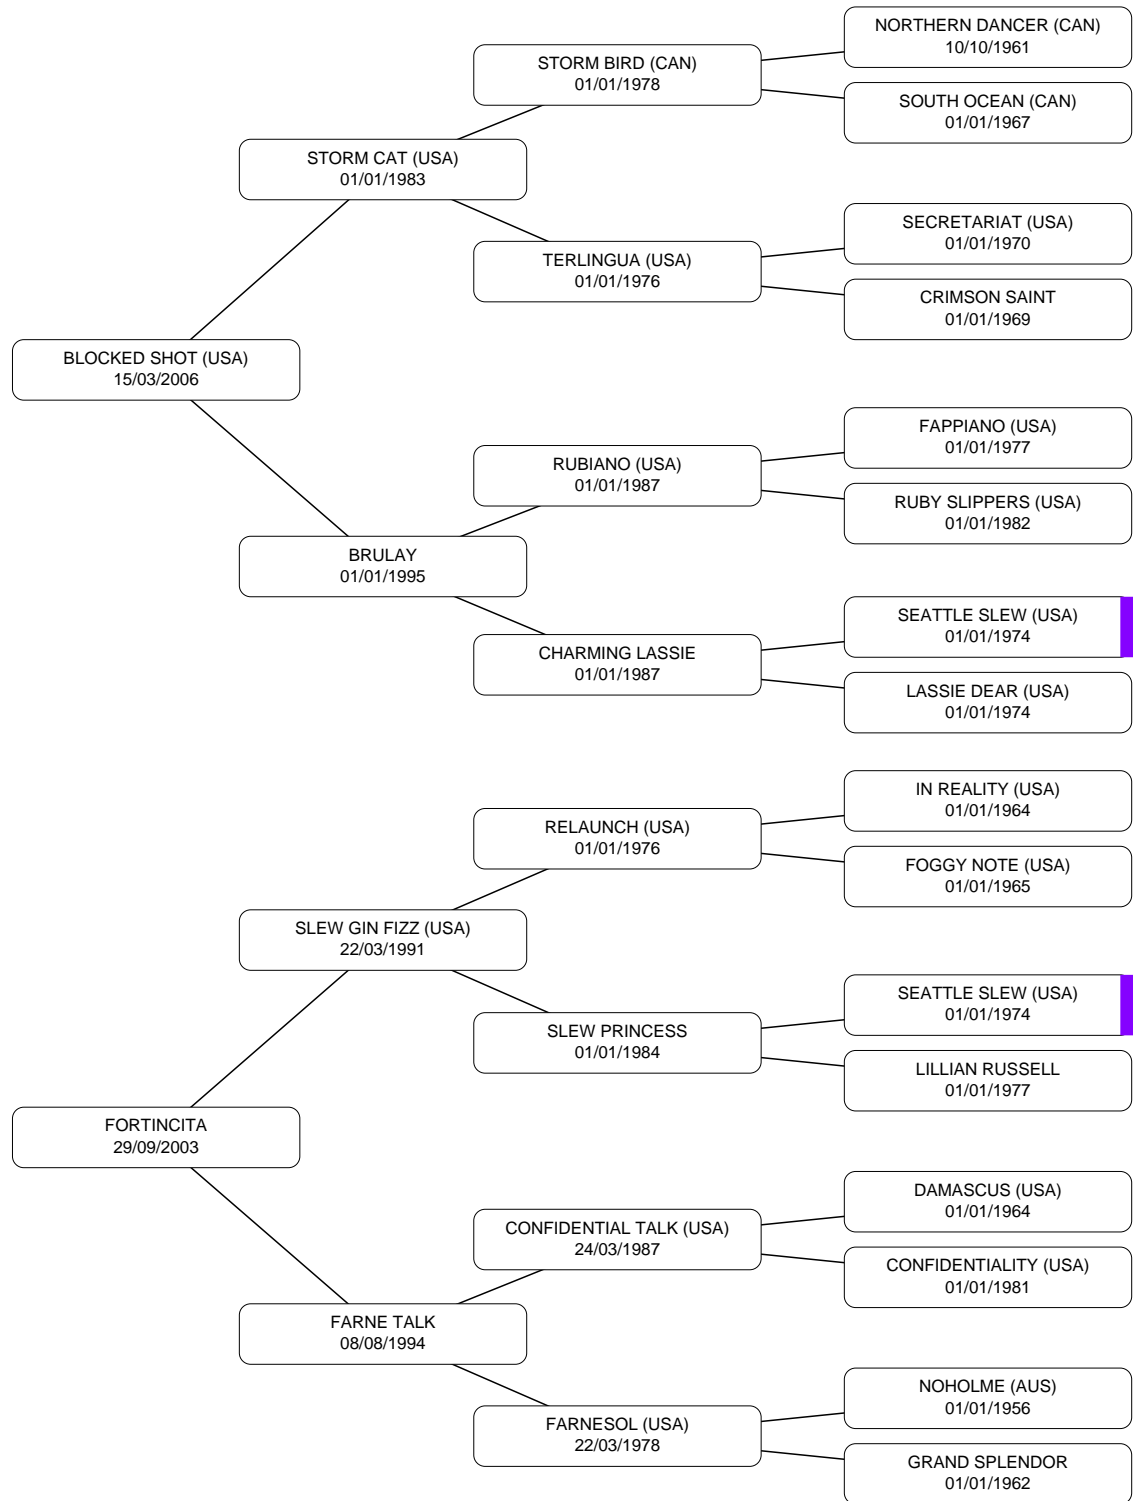 NORTHERN DANCER (CAN)
10/10/1961
STORM BIRD (CAN)
01/01/1978
SOUTH OCEAN (CAN)
01/01/1967
STORM CAT (USA)
01/01/1983
SECRETARIAT (USA)
01/01/1970
TERLINGUA (USA)
01/01/1976
CRIMSON SAINT
01/01/1969
BLOCKED SHOT (USA)
15/03/2006
FAPPIANO (USA)
01/01/1977
RUBIANO (USA)
01/01/1987
RUBY SLIPPERS (USA)
01/01/1982
BRULAY
01/01/1995
SEATTLE SLEW (USA)
01/01/1974
CHARMING LASSIE
01/01/1987
LASSIE DEAR (USA)
01/01/1974
IN REALITY (USA)
01/01/1964
RELAUNCH (USA)
01/01/1976
FOGGY NOTE (USA)
01/01/1965
SLEW GIN FIZZ (USA)
22/03/1991
SEATTLE SLEW (USA)
01/01/1974
SLEW PRINCESS
01/01/1984
LILLIAN RUSSELL
01/01/1977
FORTINCITA
29/09/2003
DAMASCUS (USA)
01/01/1964
CONFIDENTIAL TALK (USA)
24/03/1987
CONFIDENTIALITY (USA)
01/01/1981
FARNE TALK
08/08/1994
NOHOLME (AUS)
01/01/1956
FARNESOL (USA)
22/03/1978
GRAND SPLENDOR
01/01/1962